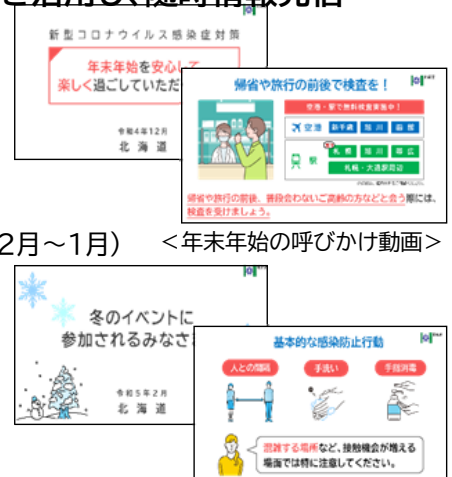 を活用し、随時情報発信
新型コロナウイルス感染症対策
年末年始を安心して
楽しく過ごしていただ
令和4年12月
北海道
帰省や旅行の前後で検査を!
空港・駅で無料検査実施中!
空港 新千歳 旭川 函館
駅 札幌 旭川 帯広
札幌・大通駅周辺
帰省や旅行の前後、普段会わないご高齢の方などと会う際には、
検査を受けましょう。
2月~1月)
<年末年始の呼びかけ動画>
冬のイベントに
参加されるみなさ
令和5年2月
北海道
基本的な感染防止行動
人との間隔 手洗い 手指消毒
混雑する場所など、接触機会が増える
場面では特に注意してください。